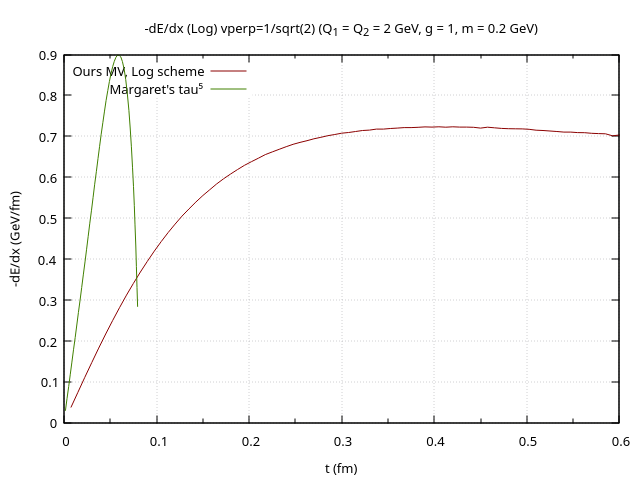 -dE/dx (Log) vperp=1/sqrt(2) (Q₁ = Q₂ = 2 GeV, g = 1, m = 0.2 GeV)
Ours MV, Log scheme
Margaret's tau⁵
-dE/dx (GeV/fm)
0.9
0.8
0.7
0.6
0.5
0.4
0.3
0.2
0.1
0
0 0.1 0.2 0.3 0.4 0.5 0.6
t (fm)